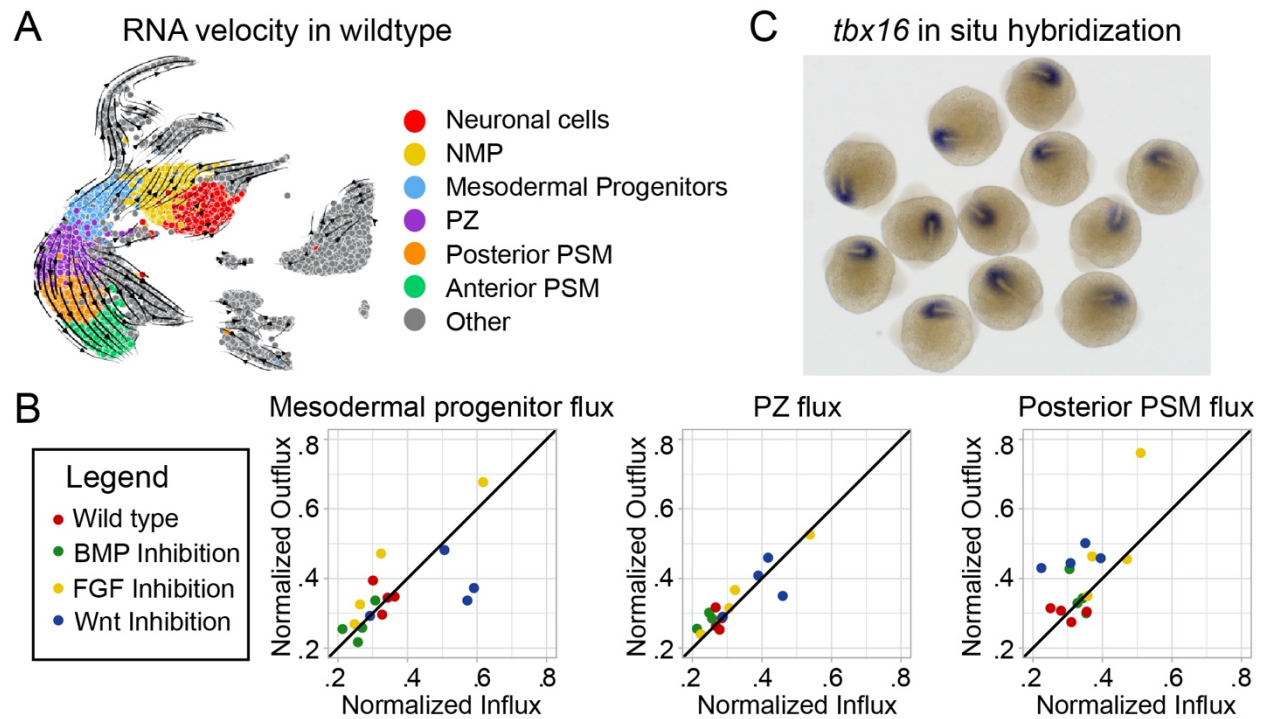 A
RNA velocity in wildtype
Neuronal cells
NMP
Mesodermal Progenitors
PZ
Posterior PSM
Anterior PSM
Other
C
tbx16 in situ hybridization
B
Legend
Wild type
BMP Inhibition
FGF Inhibition
Wnt Inhibition
Mesodermal progenitor flux
Normalized Outflux
.8
.6
.4
.2
.2 .4 .6 .8
Normalized Influx
PZ flux
Normalized Outflux
.8
.6
.4
.2
.2 .4 .6 .8
Normalized Influx
Posterior PSM flux
Normalized Outflux
.8
.6
.4
.2
.2 .4 .6 .8
Normalized Influx